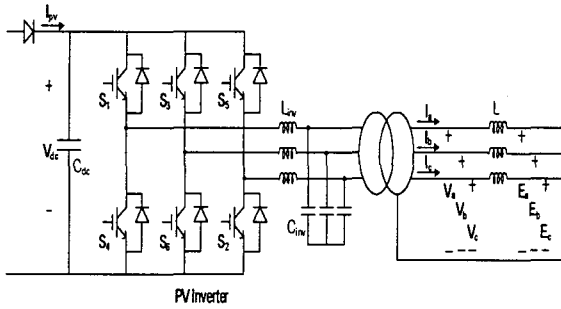 Ipv
S1 S3 S5
Linv
Ia L
Ib
Ic
+
Vdc Cdc
-
+ +
+ +
+ +
Va Ea
Vb Eb
Vc Ec
Cinv
S4 S6 S2
PV Inverter